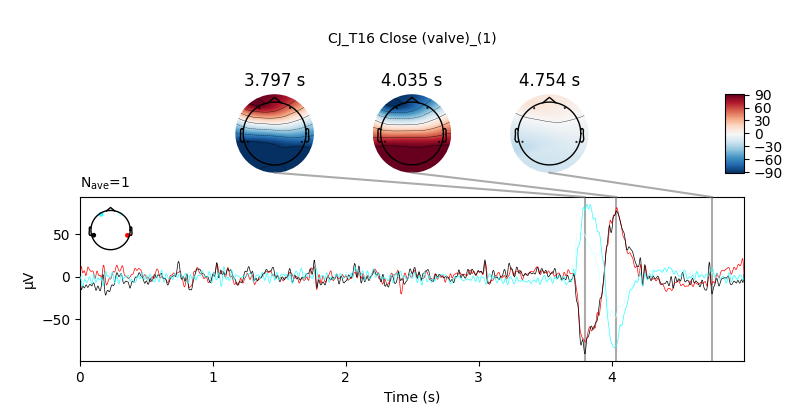 CJ_T16 Close (valve)_(1)
3.797 s 4.035 s 4.754 s
90
60
30
0
−30
−60
−90
Nave=1
50
0
−50
µV
0 1 2 3 4
Time (s)